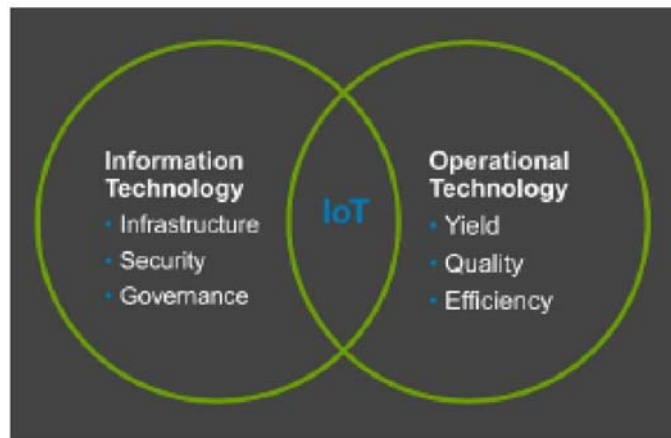 Information
Technology
• Infrastructure
• Security
• Governance
IoT
Operational
Technology
• Yield
• Quality
• Efficiency